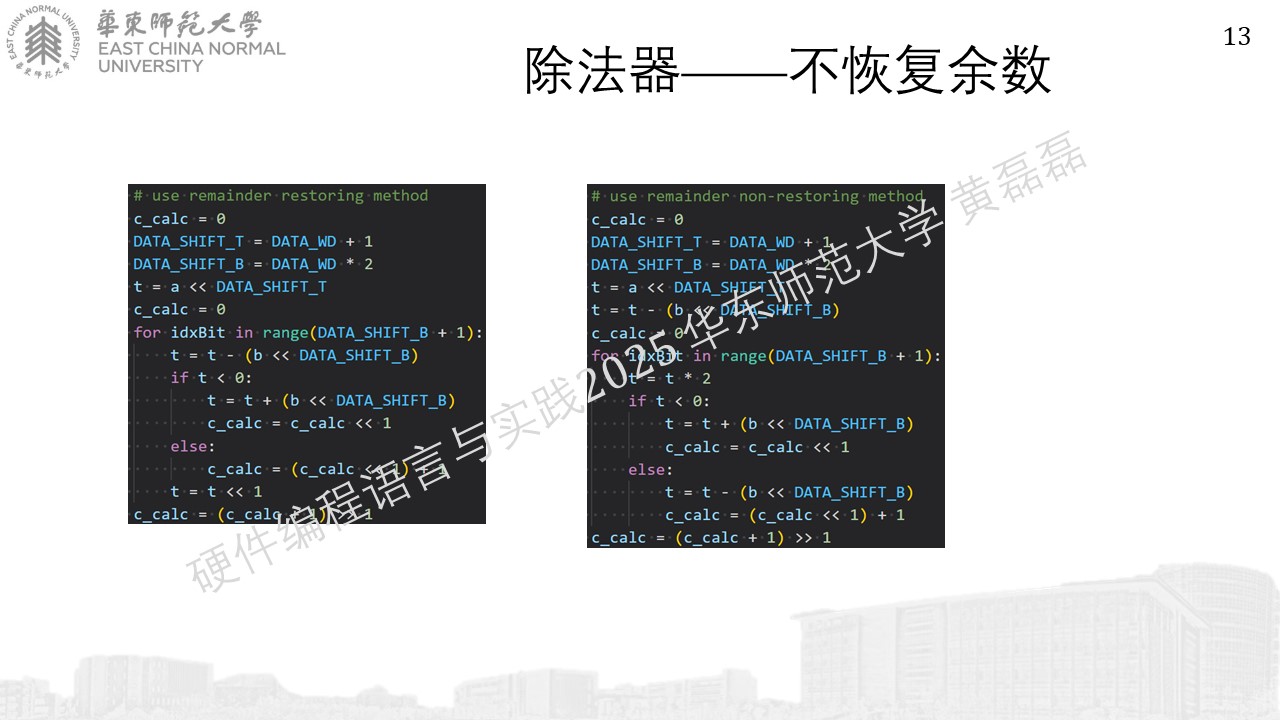 華東師範大學
EAST CHINA NORMAL
UNIVERSITY
13
除法器——不恢复余数
# use remainder restoring method
c_calc = 0
DATA_SHIFT_T = DATA_WD + 1
DATA_SHIFT_B = DATA_WD * 2
t = a << DATA_SHIFT_T
c_calc = 0
for idxBit in range(DATA_SHIFT_B + 1):
    t = t - (b << DATA_SHIFT_B)
    if t < 0:
        t = t + (b << DATA_SHIFT_B)
        c_calc = c_calc << 1
    else:
        c_calc = (c_calc << 1) + 1
    t = t << 1
c_calc = (c_calc + 1) >> 1
# use remainder non-restoring method
c_calc = 0
DATA_SHIFT_T = DATA_WD + 1
DATA_SHIFT_B = DATA_WD * 2
t = a << DATA_SHIFT_T
t = t - (b << DATA_SHIFT_B)
c_calc = 0
for idxBit in range(DATA_SHIFT_B + 1):
    t = t * 2
    if t < 0:
        t = t + (b << DATA_SHIFT_B)
        c_calc = c_calc << 1
    else:
        t = t - (b << DATA_SHIFT_B)
        c_calc = (c_calc << 1) + 1
c_calc = (c_calc + 1) >> 1
硬件编程语言与实践2025 华东师范大学 黄磊磊